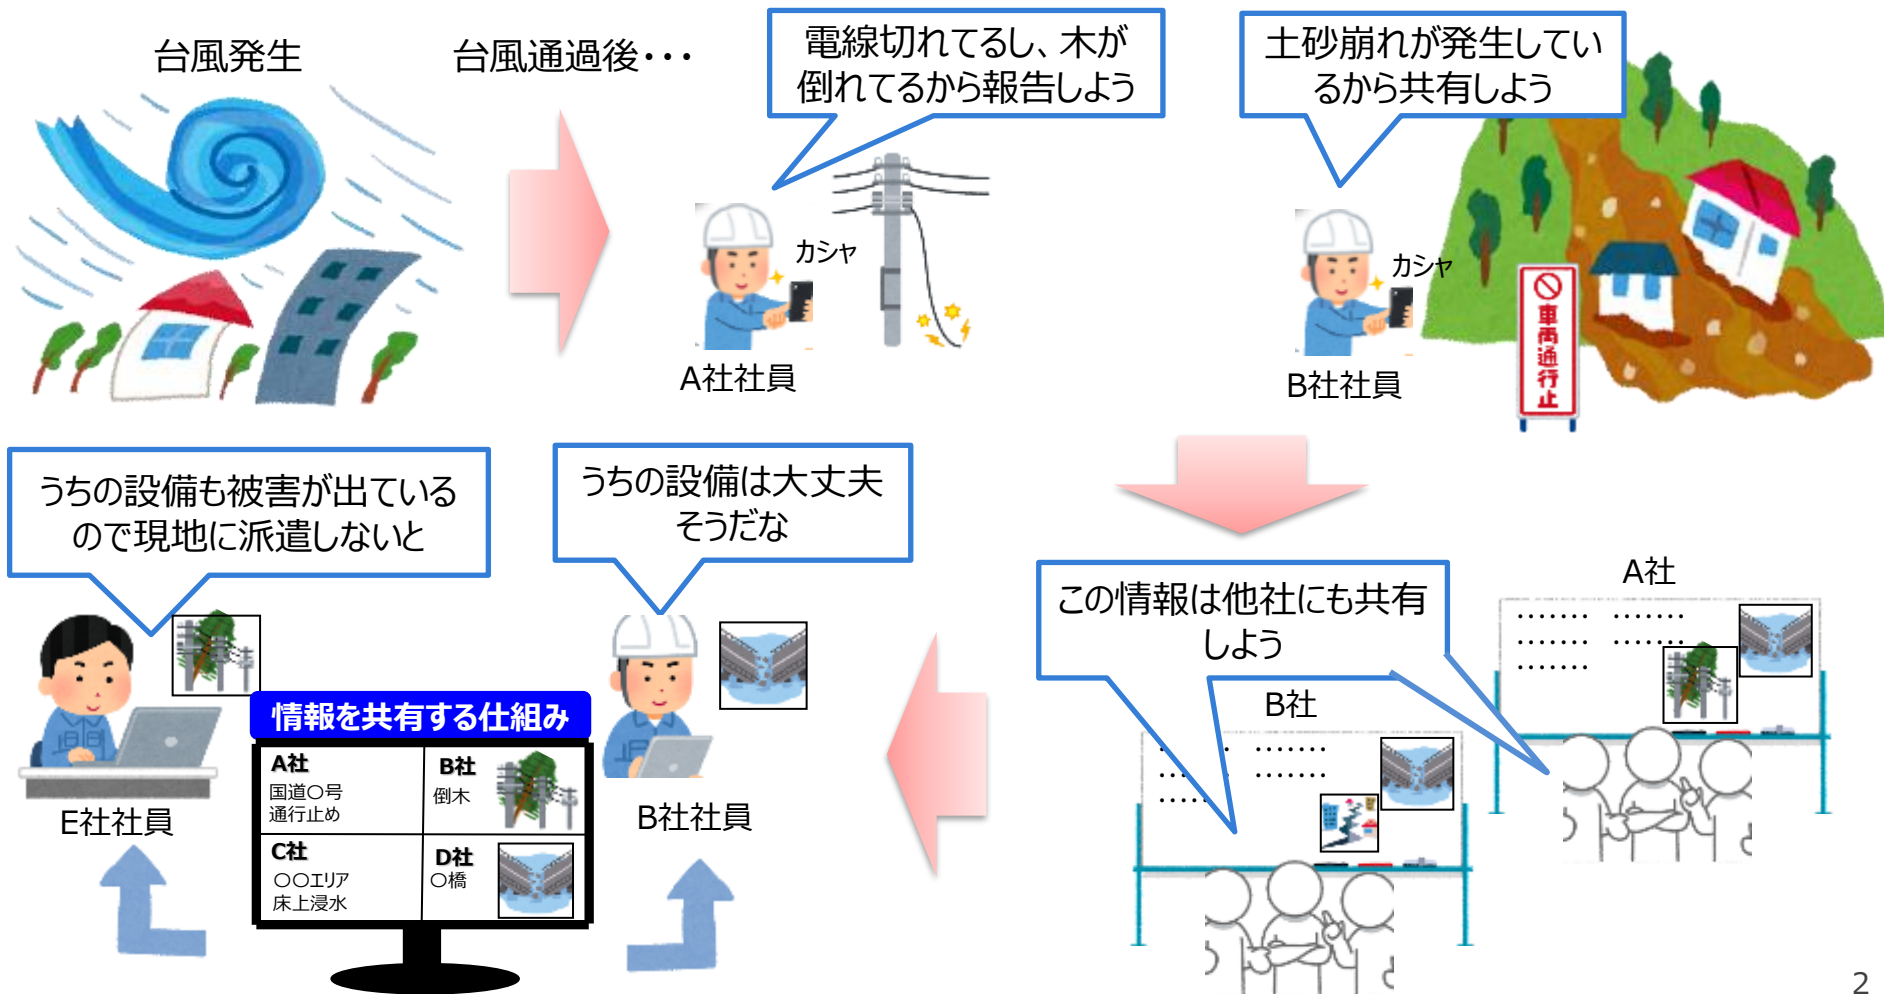 台風発生
台風通過後・・・
電線切れてるし、木が
倒れてるから報告しよう
土砂崩れが発生してい
るから共有しよう
カシャ
A社社員
カシャ
B社社員
車両通行止
うちの設備も被害が出ている
ので現地に派遣しないと
うちの設備は大丈夫
そうだな
この情報は他社にも共有
しよう
A社
・・・・・・・ ・・・・・・・
・・・・・・・ ・・・・・・・
・・・・・・・
B社
情報を共有する仕組み
A社
国道〇号
通行止め
B社
倒木
C社
〇〇エリア
床上浸水
D社
〇橋
E社社員
B社社員
2